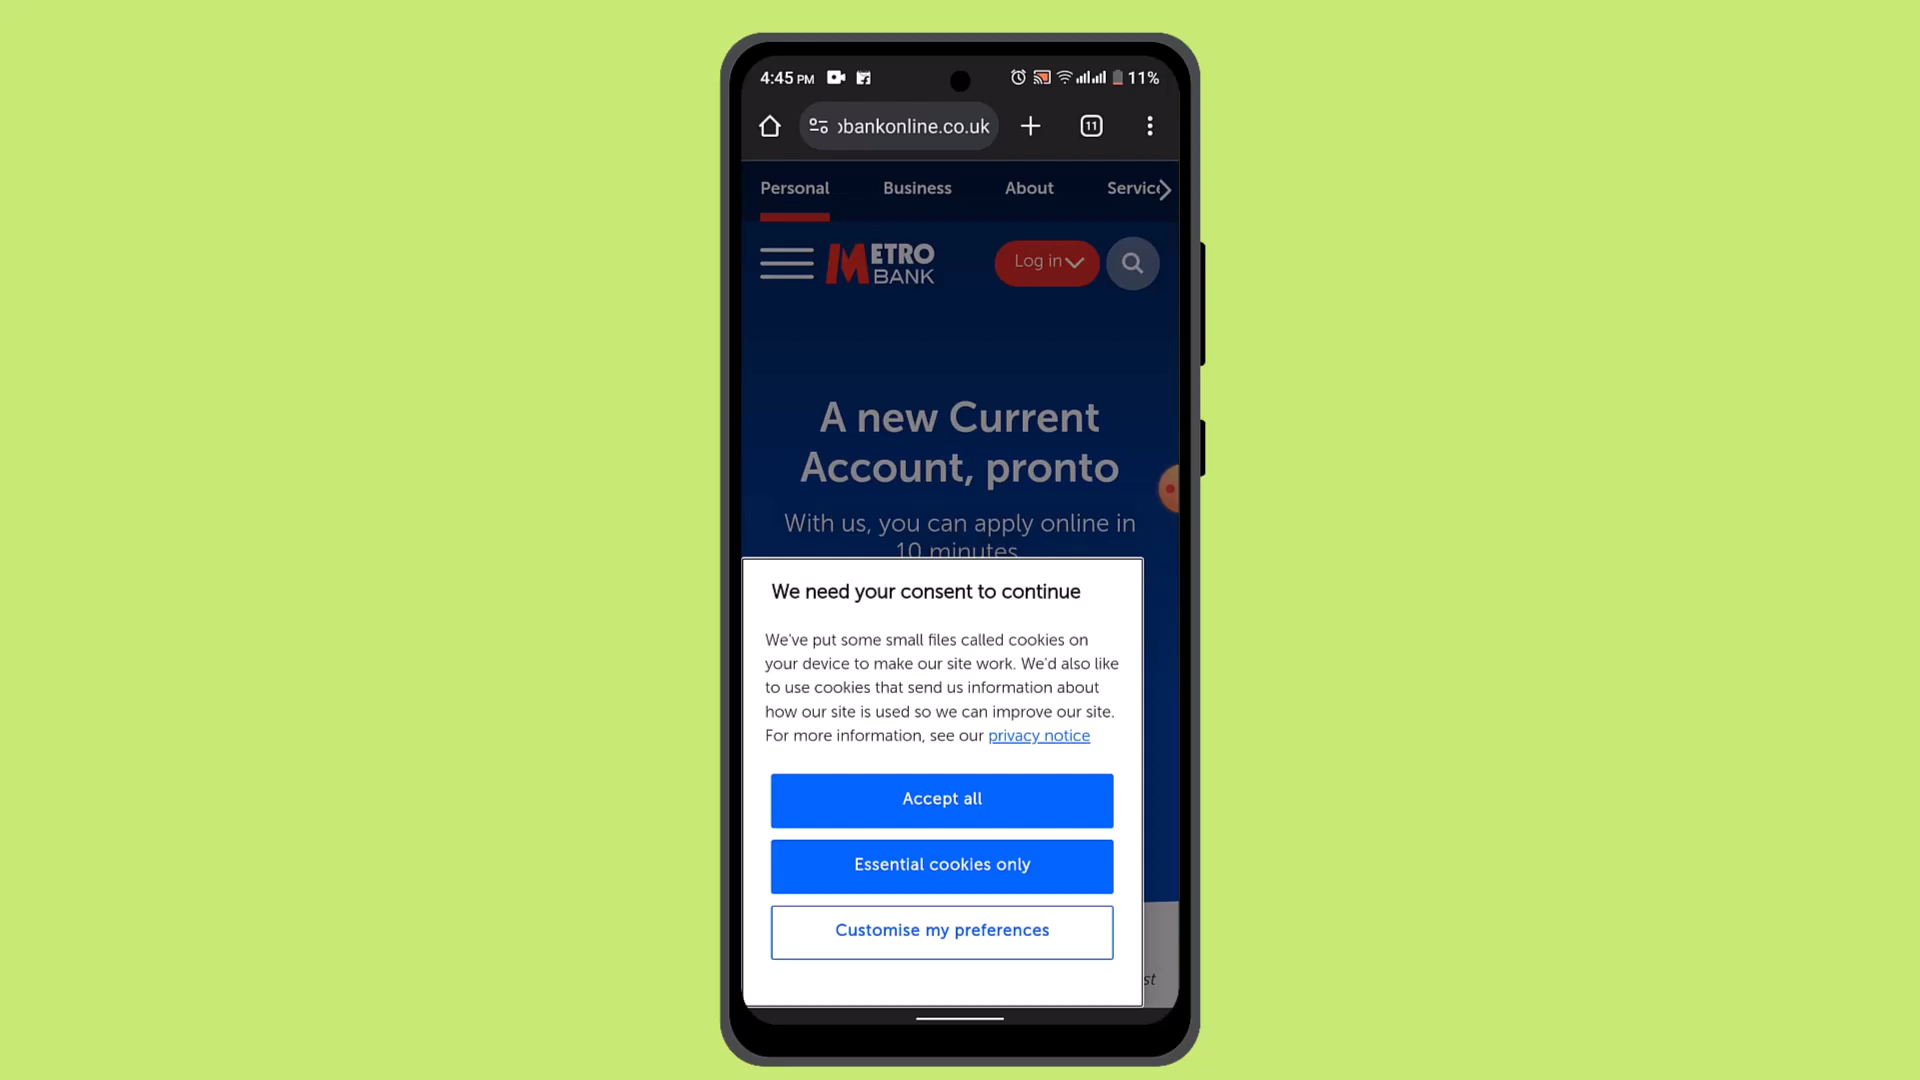 4:45 PM 11%
obankonline.co.uk 11
Personal Business About Servic
METRO BANK Log in
A new Current
Account, pronto
With us, you can apply online in
10 minutes
We need your consent to continue
We've put some small files called cookies on
your device to make our site work. We'd also like
to use cookies that send us information about
how our site is used so we can improve our site.
For more information, see our privacy notice
Accept all
Essential cookies only
Customise my preferences
st